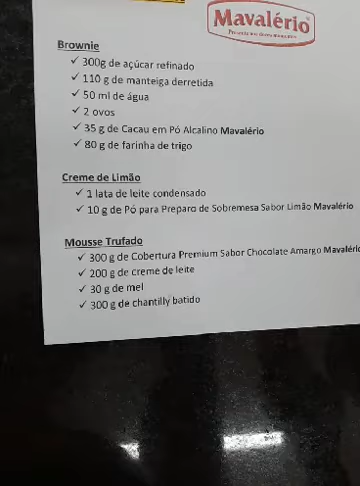 Mavalério
Brownie
✓ 300g de açúcar refinado
✓ 110 g de manteiga derretida
✓ 50 ml de água
✓ 2 ovos
✓ 35 g de Cacau em Pó Alcalino Mavalério
✓ 80 g de farinha de trigo
Creme de Limão
✓ 1 lata de leite condensado
✓ 10 g de Pó para Preparo de Sobremesa Sabor Limão Mavalério
Mousse Trufado
✓ 300 g de Cobertura Premium Sabor Chocolate Amargo Mavaléri
✓ 200 g de creme de leite
✓ 30 g de mel
✓ 300 g de chantilly batido